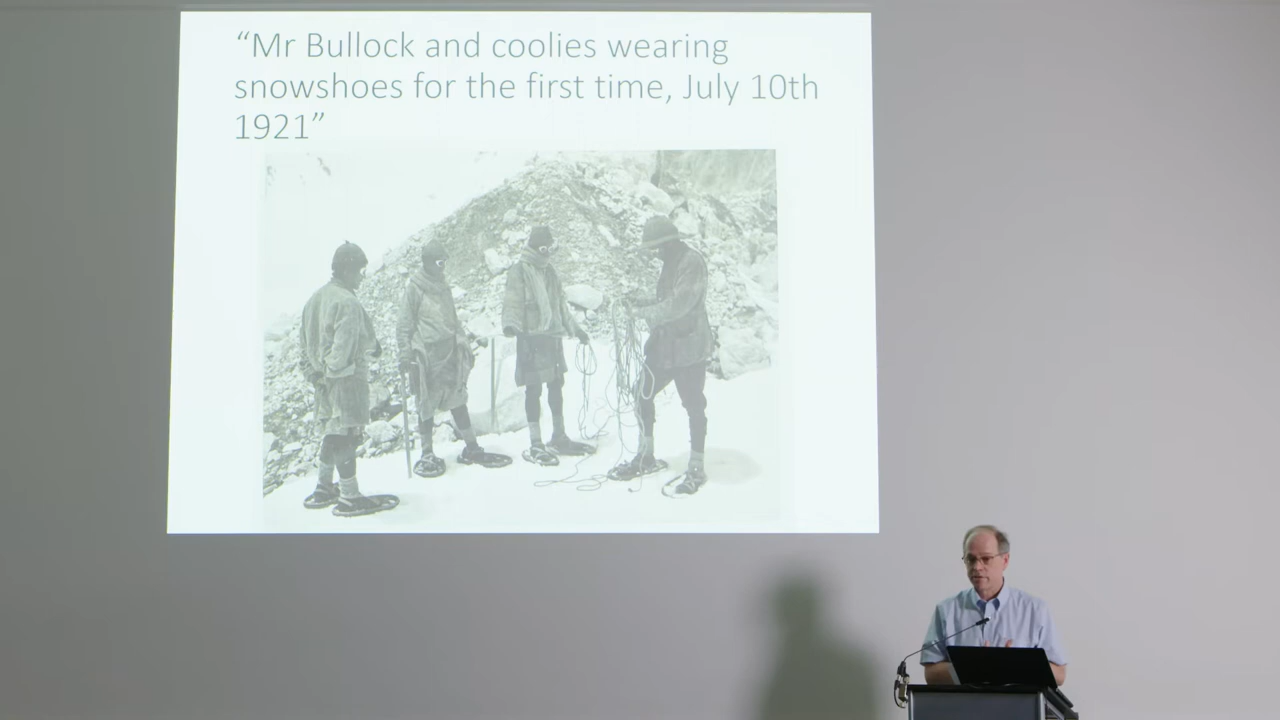 “Mr Bullock and coolies wearing
snowshoes for the first time, July 10th
1921”